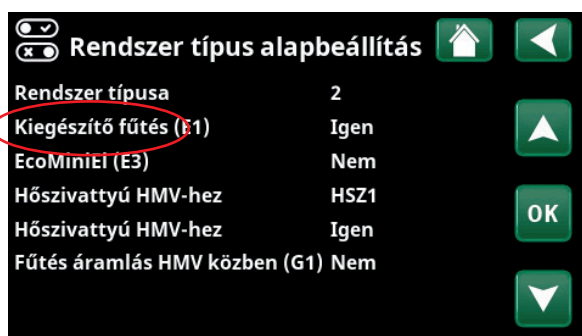 Rendszer típus alapbeállítás
Rendszer típusa 2
Kiegészítő fűtés (E1) Igen
EcoMiniEl (E3) Nem
Hőszivattyú HMV-hez HSZ1
Hőszivattyú HMV-hez Igen
OK
Fűtés áramlás HMV közben (G1) Nem